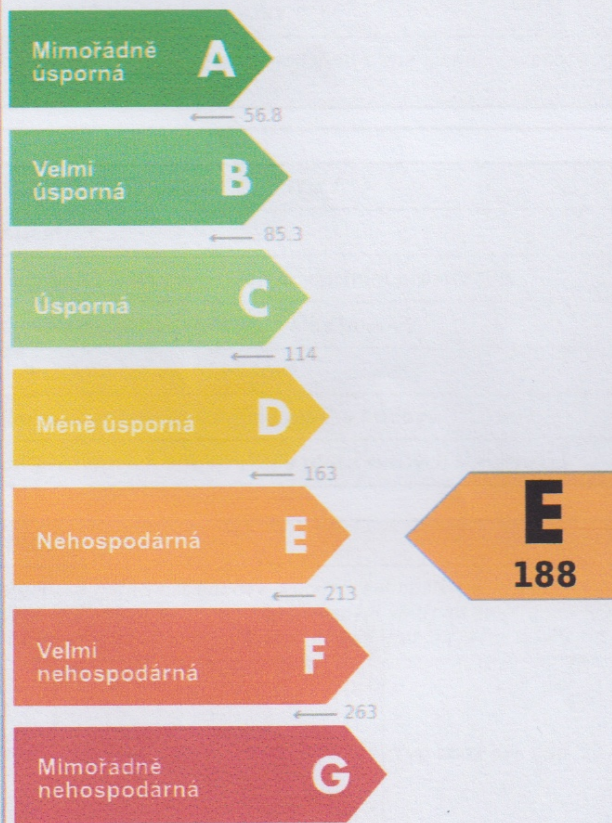 Mimořádně
úsporná
A
← 56.8
Velmi
úsporná
B
← 85.3
Úsporná
C
← 114
Méně úsporná
D
← 163
Nehospodárná
E
E
188
← 213
Velmi
nehospodárná
F
← 263
Mimořádně
nehospodárná
G